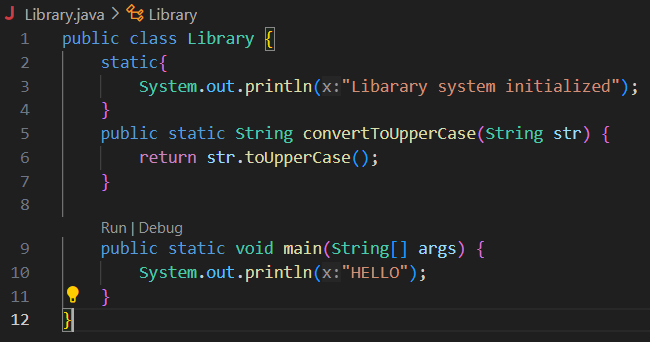 J Library.java > Library
1 public class Library {
2 static{
3 System.out.println(x:"Libarary system initialized");
4 }
5 public static String convertToUpperCase(String str) {
6 return str.toUpperCase();
7 }
8
Run | Debug
9 public static void main(String[] args) {
10 System.out.println(x:"HELLO");
11 }
12 }